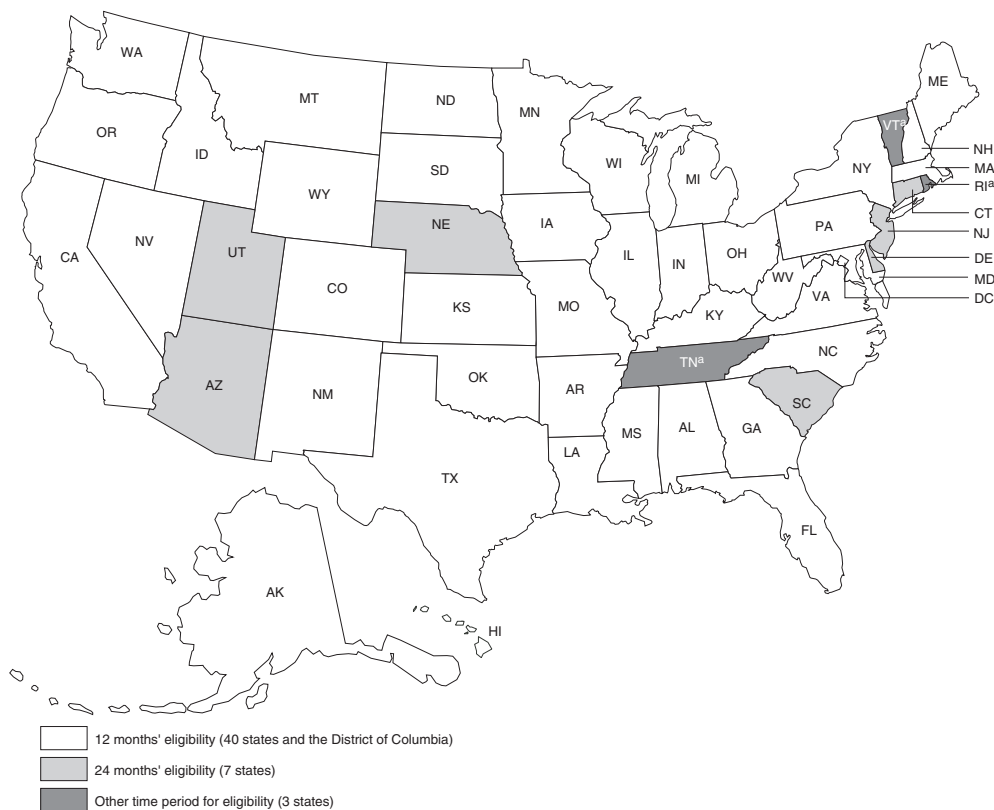 WA
ME
MT
ND
MN
VTª
OR
NH
ID
WI
NY
MA
SD
MI
RIª
WY
CT
NE
IA
PA
NJ
NV
UT
IL
IN
OH
DE
CA
WV
MD
CO
VA
DC
KS
MO
KY
NC
TNª
AZ
OK
NM
AR
SC
MS
AL
GA
LA
TX
FL
AK
HI
12 months' eligibility (40 states and the District of Columbia)
24 months' eligibility (7 states)
Other time period for eligibility (3 states)